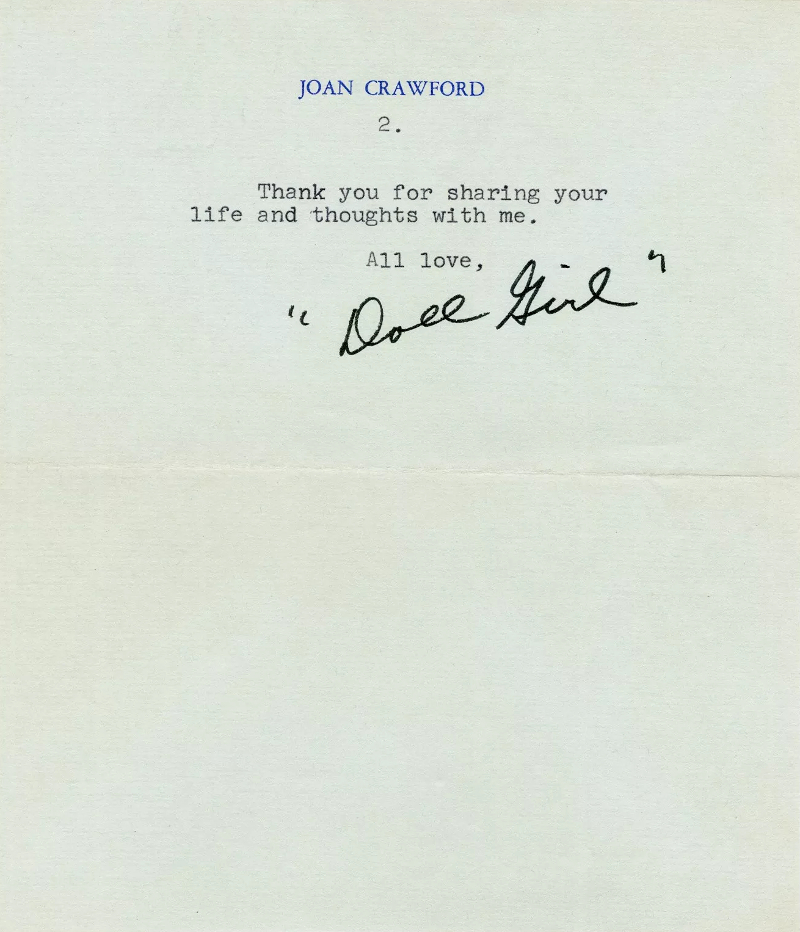 JOAN CRAWFORD
2.
Thank you for sharing your
life and thoughts with me.
All love,
"Doll Girl"